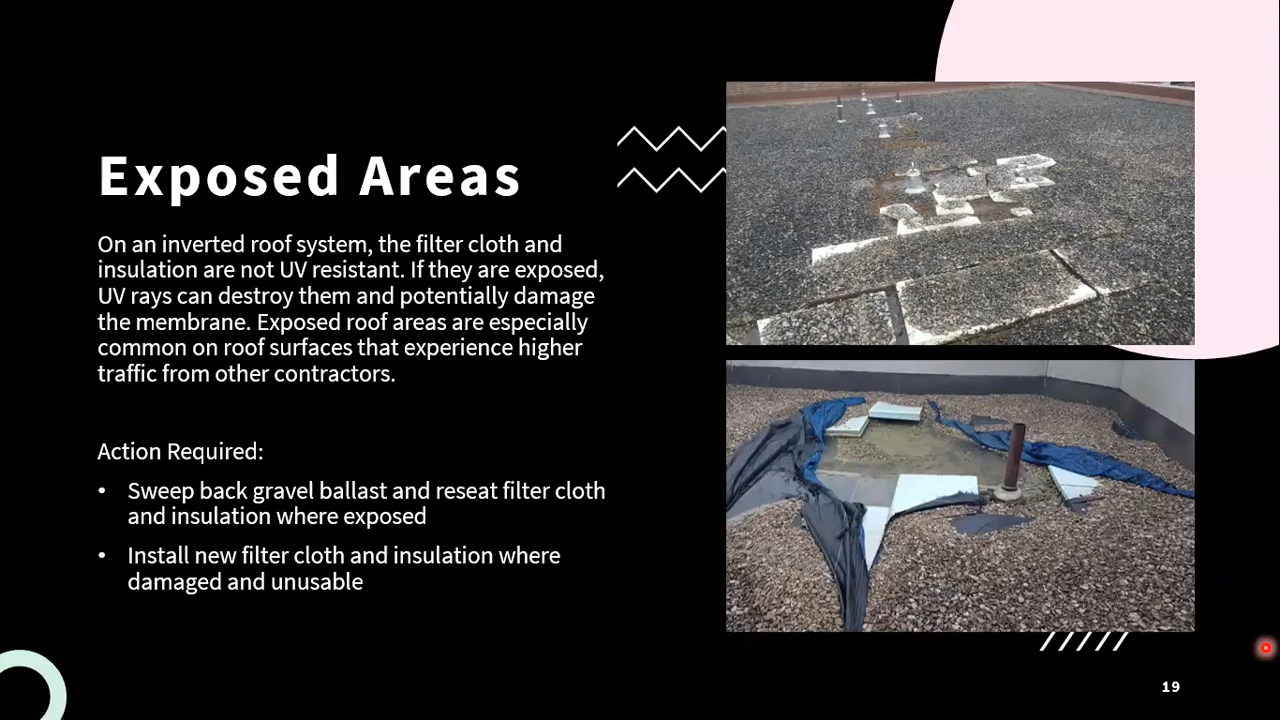 Exposed Areas
On an inverted roof system, the filter cloth and
insulation are not UV resistant. If they are exposed,
UV rays can destroy them and potentially damage
the membrane. Exposed roof areas are especially
common on roof surfaces that experience higher
traffic from other contractors.
Action Required:
• Sweep back gravel ballast and reseat filter cloth
and insulation where exposed
• Install new filter cloth and insulation where
damaged and unusable
19